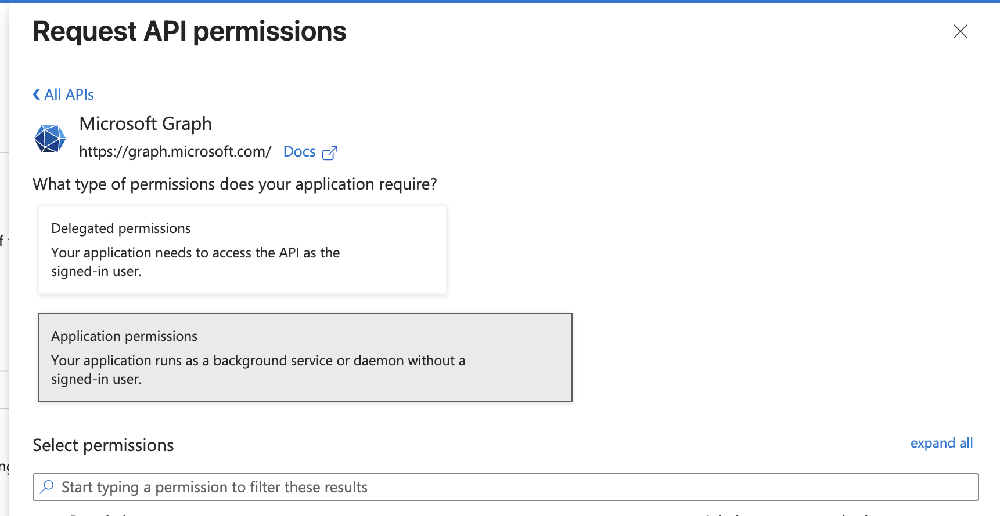 Request API permissions
All APIs
Microsoft Graph
https://graph.microsoft.com/ Docs
What type of permissions does your application require?
Delegated permissions
Your application needs to access the API as the
signed-in user.
Application permissions
Your application runs as a background service or daemon without a
signed-in user.
Select permissions
expand all
Start typing a permission to filter these results